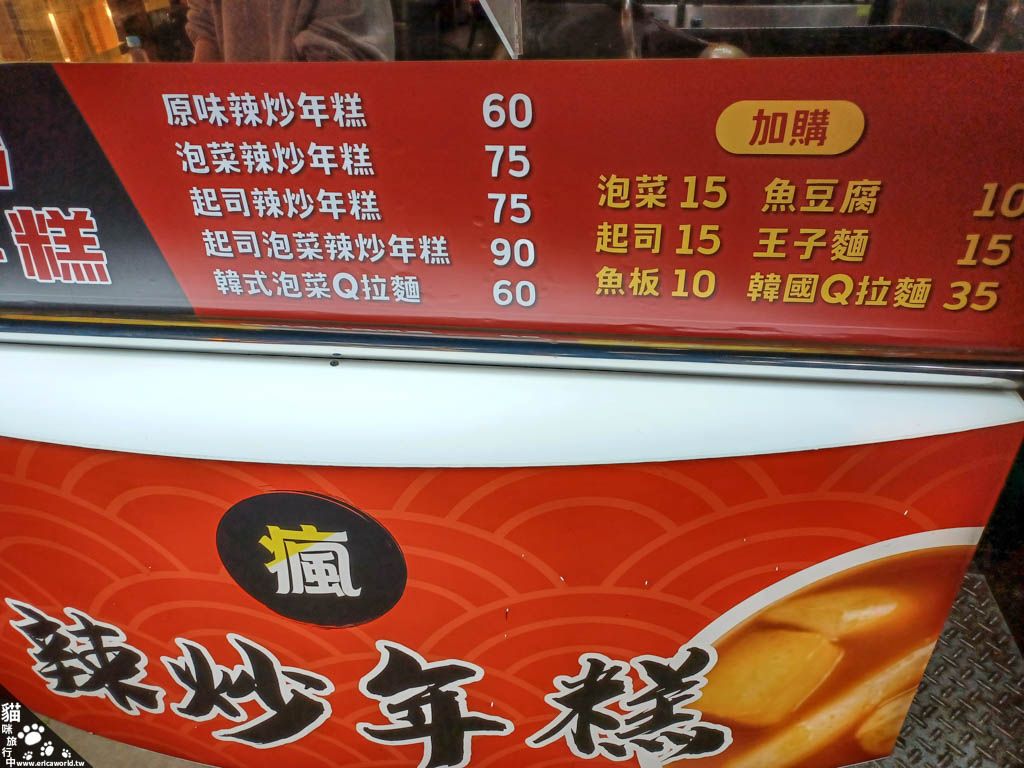 原味辣炒年糕 60
泡菜辣炒年糕 75
起司辣炒年糕 75
起司泡菜辣炒年糕 90
韓式泡菜Q拉麵 60
加購
泡菜 15 魚豆腐 10
起司 15 王子麵 15
魚板 10 韓國Q拉麵 35
糕
瘋
辣炒年糕
貓咪旅行中
www.ericaworld.tw